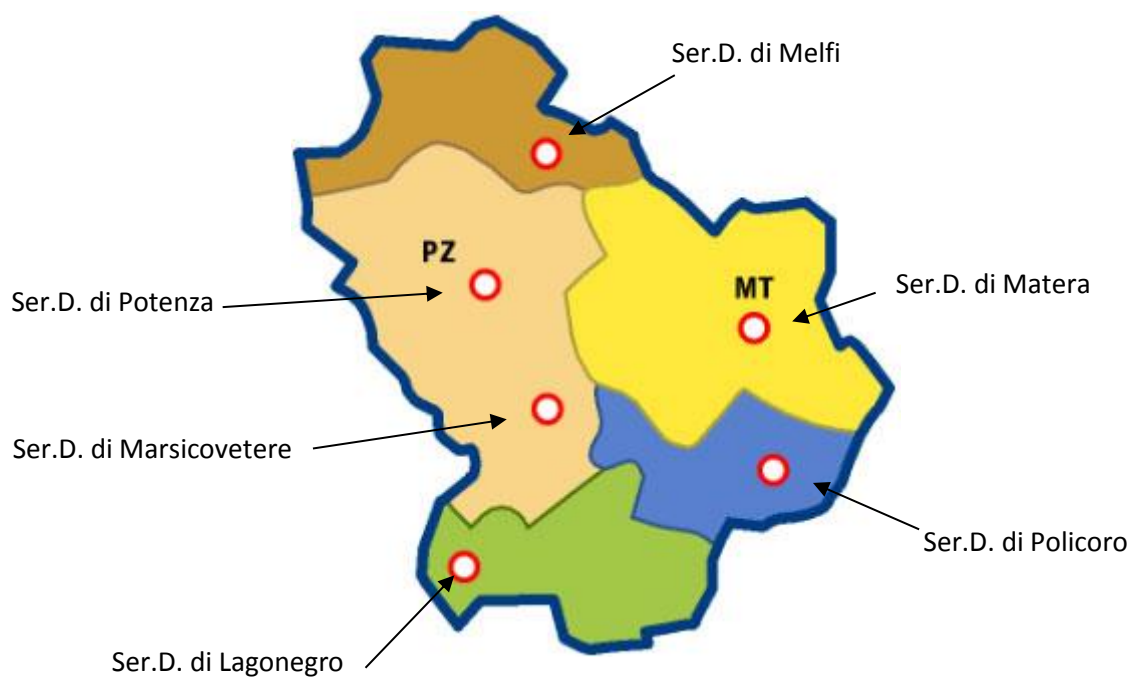 Ser.D. di Melfi
PZ
MT
Ser.D. di Matera
Ser.D. di Potenza
Ser.D. di Marsicovetere
Ser.D. di Policoro
Ser.D. di Lagonegro